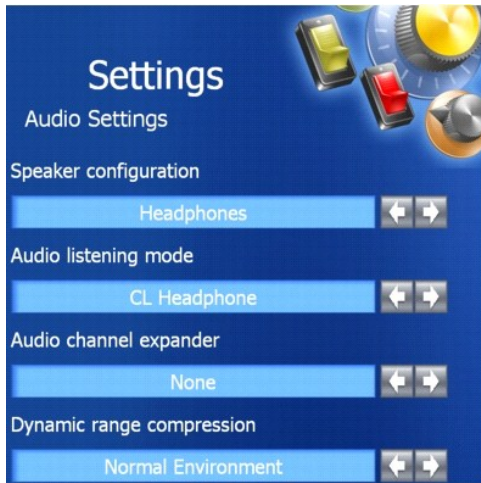 Settings
Audio Settings
Speaker configuration
Headphones
Audio listening mode
CL Headphone
Audio channel expander
None
Dynamic range compression
Normal Environment